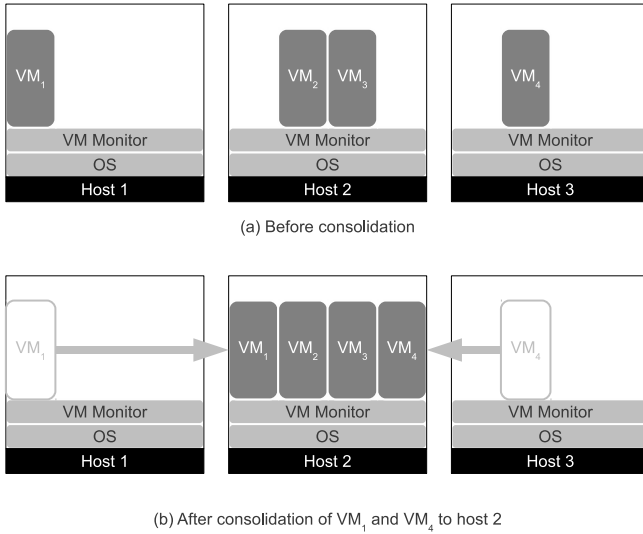 VM₁
VM₂ VM₃
VM₄
VM Monitor
OS
Host 1
VM Monitor
OS
Host 2
VM Monitor
OS
Host 3
(a) Before consolidation
VM₁
VM₁ VM₂ VM₃ VM₄
VM₄
VM Monitor
OS
Host 1
VM Monitor
OS
Host 2
VM Monitor
OS
Host 3
(b) After consolidation of VM₁ and VM₄ to host 2